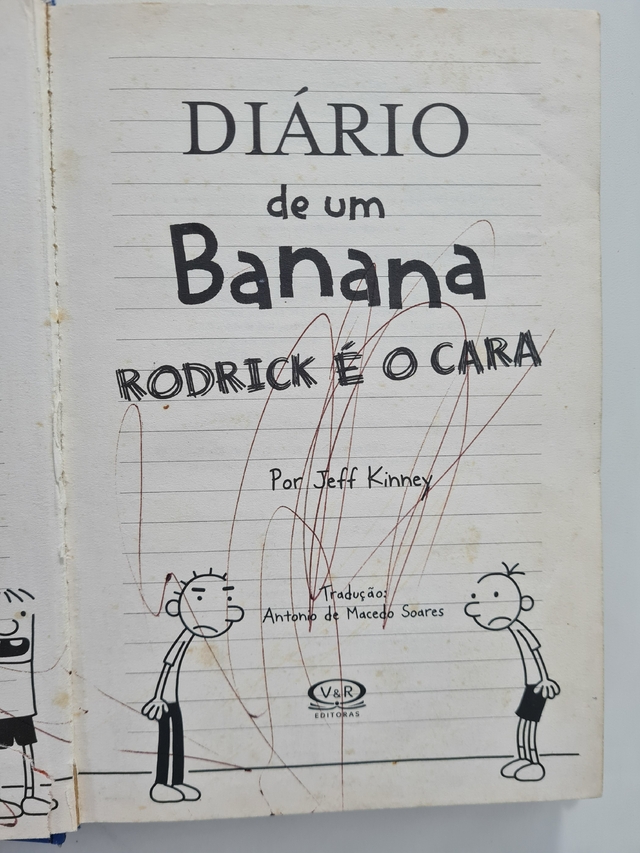 DIÁRIO
de um
Banana
RODRICK É O CARA
Por Jeff Kinney
Tradução:
Antonio de Macedo Soares
V&R
EDITORAS